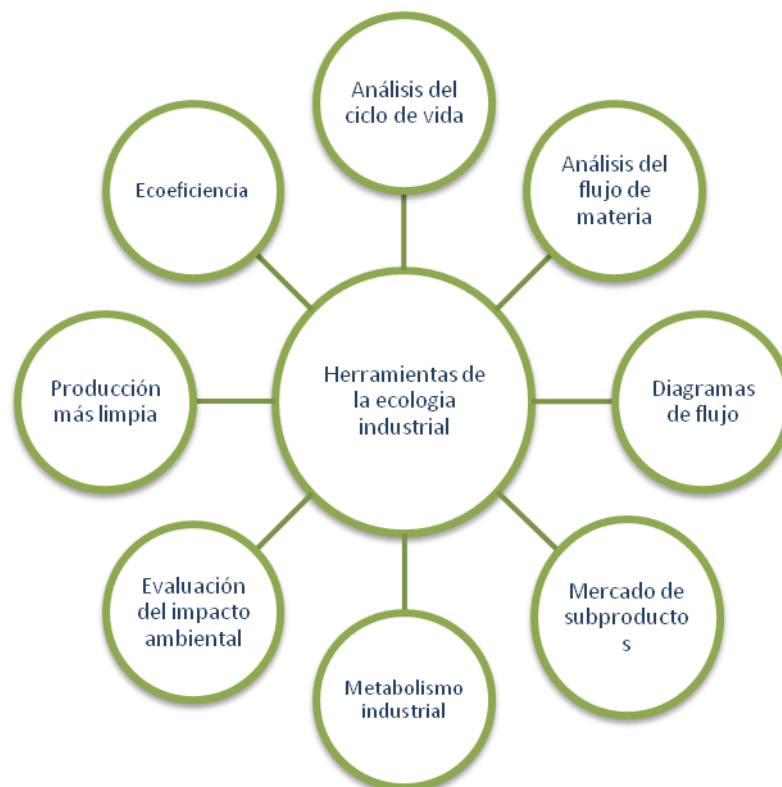 Análisis del
ciclo de vida
Análisis del
flujo de
materia
Diagramas
de flujo
Mercado de
subproducto
s
Metabolismo
industrial
Evaluación
del impacto
ambiental
Producción
más limpia
Ecoeficiencia
Herramientas de
la ecologia
industrial